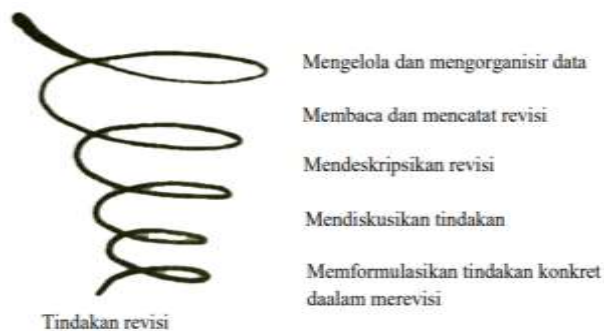 Mengelola dan mengorganisir data
Membaca dan mencatat revisi
Mendeskripsikan revisi
Mendiskusikan tindakan
Memformulasikan tindakan konkret
daalam merevisi
Tindakan revisi